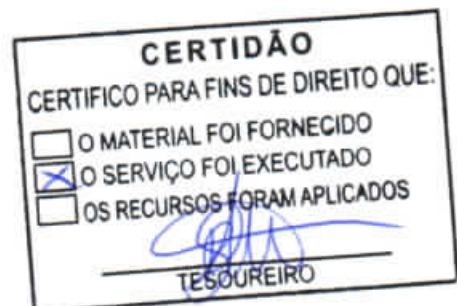 CERTIDÃO
CERTIFICO PARA FINS DE DIREITO QUE:
O MATERIAL FOI FORNECIDO
O SERVIÇO FOI EXECUTADO
OS RECURSOS FORAM APLICADOS
TESOUREIRO